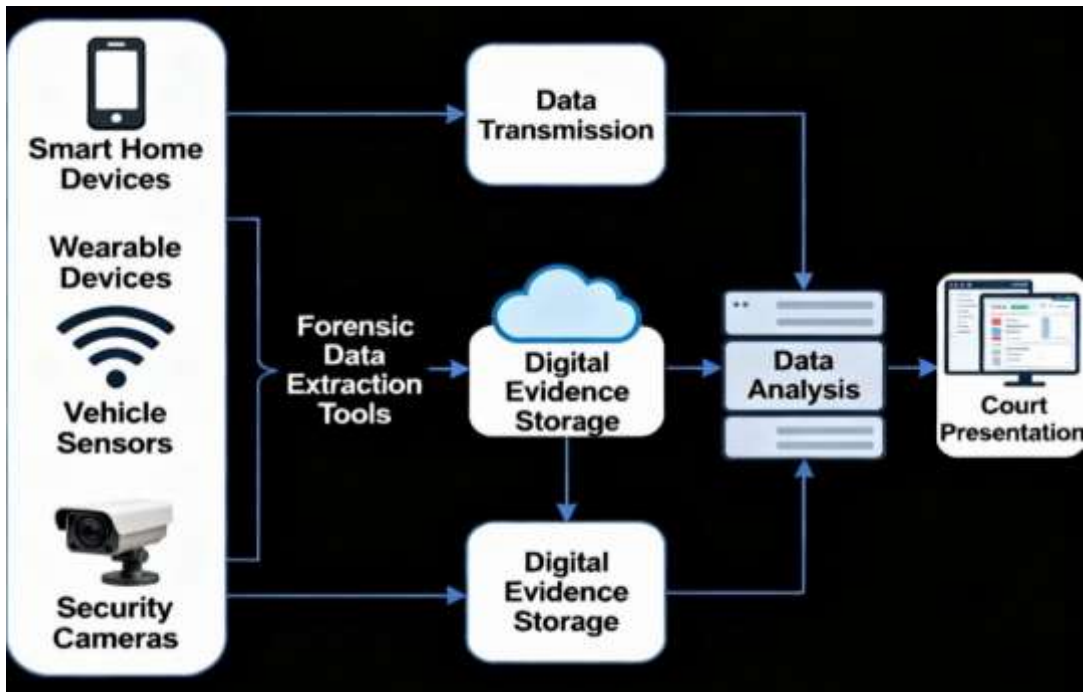 Smart Home
Devices
Wearable
Devices
Vehicle
Sensors
Security
Cameras
Forensic
Data
Extraction
Tools
Data
Transmission
Digital
Evidence
Storage
Digital
Evidence
Storage
Data
Analysis
Court
Presentation